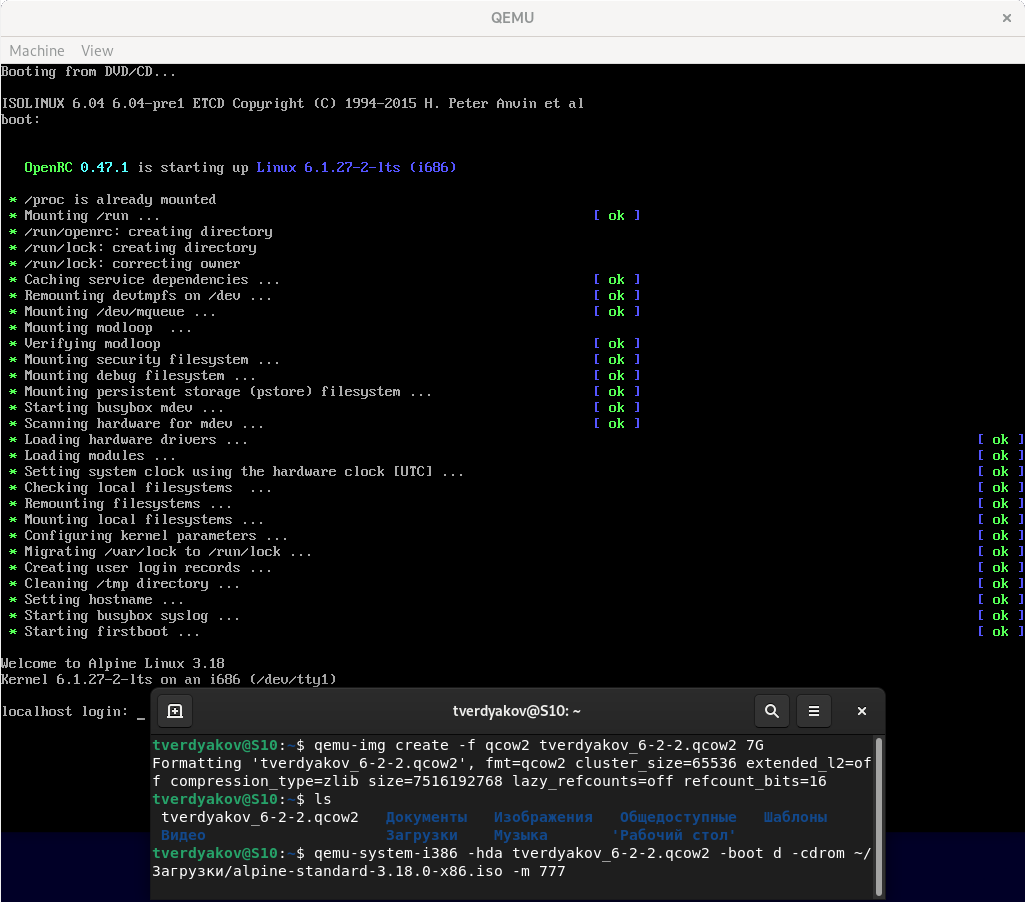 QEMU
Machine View
Booting from DVD/CD...
ISOLINUX 6.04 6.04-pre1 ETCD Copyright (C) 1994-2015 H. Peter Anvin et al
boot:
OpenRC 0.47.1 is starting up Linux 6.1.27-2-lts (i686)
* /proc is already mounted
* Mounting /run ... [ ok ]
* /run/openrc: creating directory
* /run/lock: creating directory
* /run/lock: correcting owner
* Caching service dependencies ... [ ok ]
* Remounting devtmpfs on /dev ... [ ok ]
* Mounting /dev/mqueue ... [ ok ]
* Mounting modloop  ...
* Verifying modloop [ ok ]
* Mounting security filesystem ... [ ok ]
* Mounting debug filesystem ... [ ok ]
* Mounting persistent storage (pstore) filesystem ... [ ok ]
* Starting busybox mdev ... [ ok ]
* Scanning hardware for mdev ... [ ok ]
* Loading hardware drivers ... [ ok ]
* Loading modules ... [ ok ]
* Setting system clock using the hardware clock [UTC] ... [ ok ]
* Checking local filesystems  ... [ ok ]
* Remounting filesystems ... [ ok ]
* Mounting local filesystems ... [ ok ]
* Configuring kernel parameters ... [ ok ]
* Migrating /var/lock to /run/lock ... [ ok ]
* Creating user login records ... [ ok ]
* Cleaning /tmp directory ... [ ok ]
* Setting hostname ... [ ok ]
* Starting busybox syslog ... [ ok ]
* Starting firstboot ... [ ok ]
Welcome to Alpine Linux 3.18
Kernel 6.1.27-2-lts on an i686 (/dev/tty1)
localhost login: _
tverdyakov@S10: ~
tverdyakov@S10:~$ qemu-img create -f qcow2 tverdyakov_6-2-2.qcow2 7G
Formatting 'tverdyakov_6-2-2.qcow2', fmt=qcow2 cluster_size=65536 extended_l2=of
f compression_type=zlib size=7516192768 lazy_refcounts=off refcount_bits=16
tverdyakov@S10:~$ ls
tverdyakov_6-2-2.qcow2 Документы Изображения Общедоступные Шаблоны
Видео Загрузки Музыка 'Рабочий стол'
tverdyakov@S10:~$ qemu-system-i386 -hda tverdyakov_6-2-2.qcow2 -boot d -cdrom ~/
Загрузки/alpine-standard-3.18.0-x86.iso -m 777